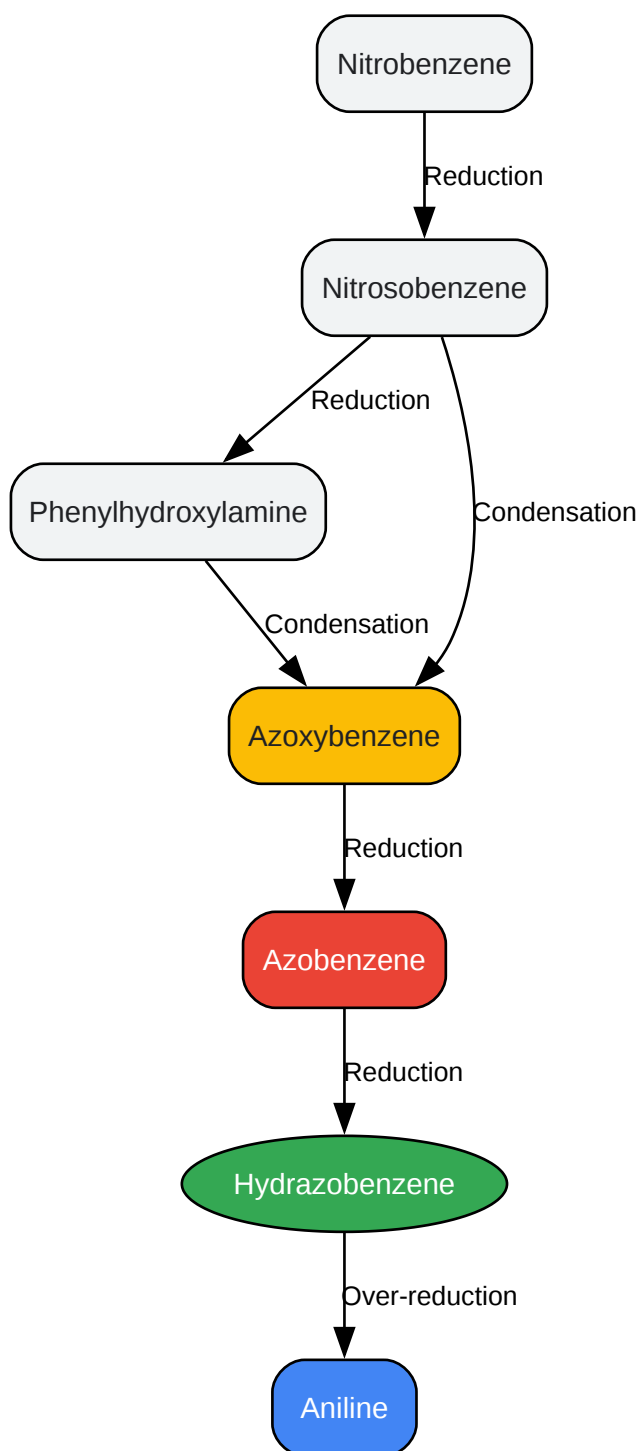 Nitrobenzene
Reduction
Nitrosobenzene
Reduction
Phenylhydroxylamine
Condensation
Condensation
Azoxybenzene
Reduction
Azobenzene
Reduction
Hydrazobenzene
Over-reduction
Aniline